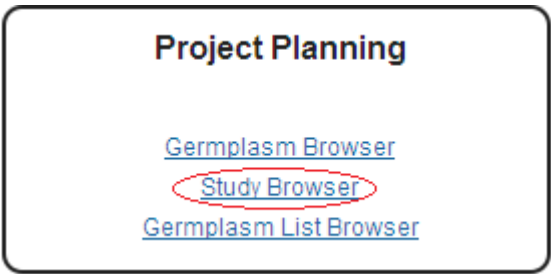 Project Planning
Germplasm Browser
Study Browser
Germplasm List Browser